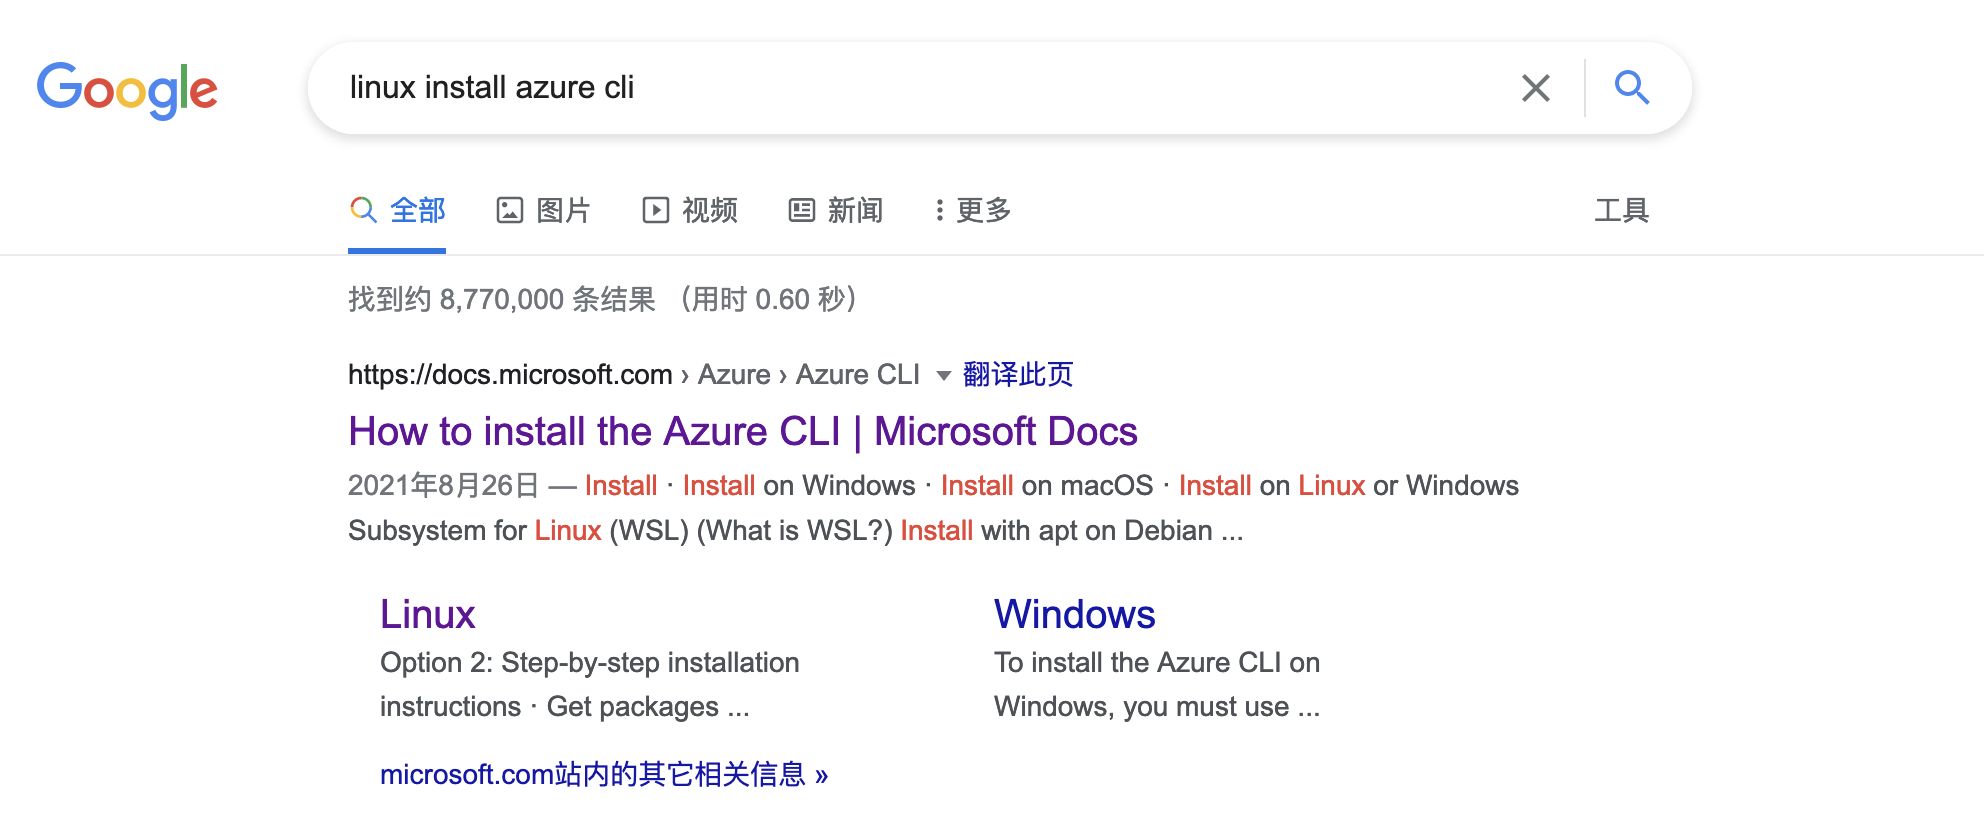 Google
linux install azure cli
全部 图片 视频 新闻 更多 工具
找到约 8,770,000 条结果 （用时 0.60 秒）
https://docs.microsoft.com › Azure › Azure CLI 翻译此页
How to install the Azure CLI | Microsoft Docs
2021年8月26日 — Install · Install on Windows · Install on macOS · Install on Linux or Windows
Subsystem for Linux (WSL) (What is WSL?) Install with apt on Debian ...
Linux
Option 2: Step-by-step installation
instructions · Get packages ...
Windows
To install the Azure CLI on
Windows, you must use ...
microsoft.com站内的其它相关信息 »